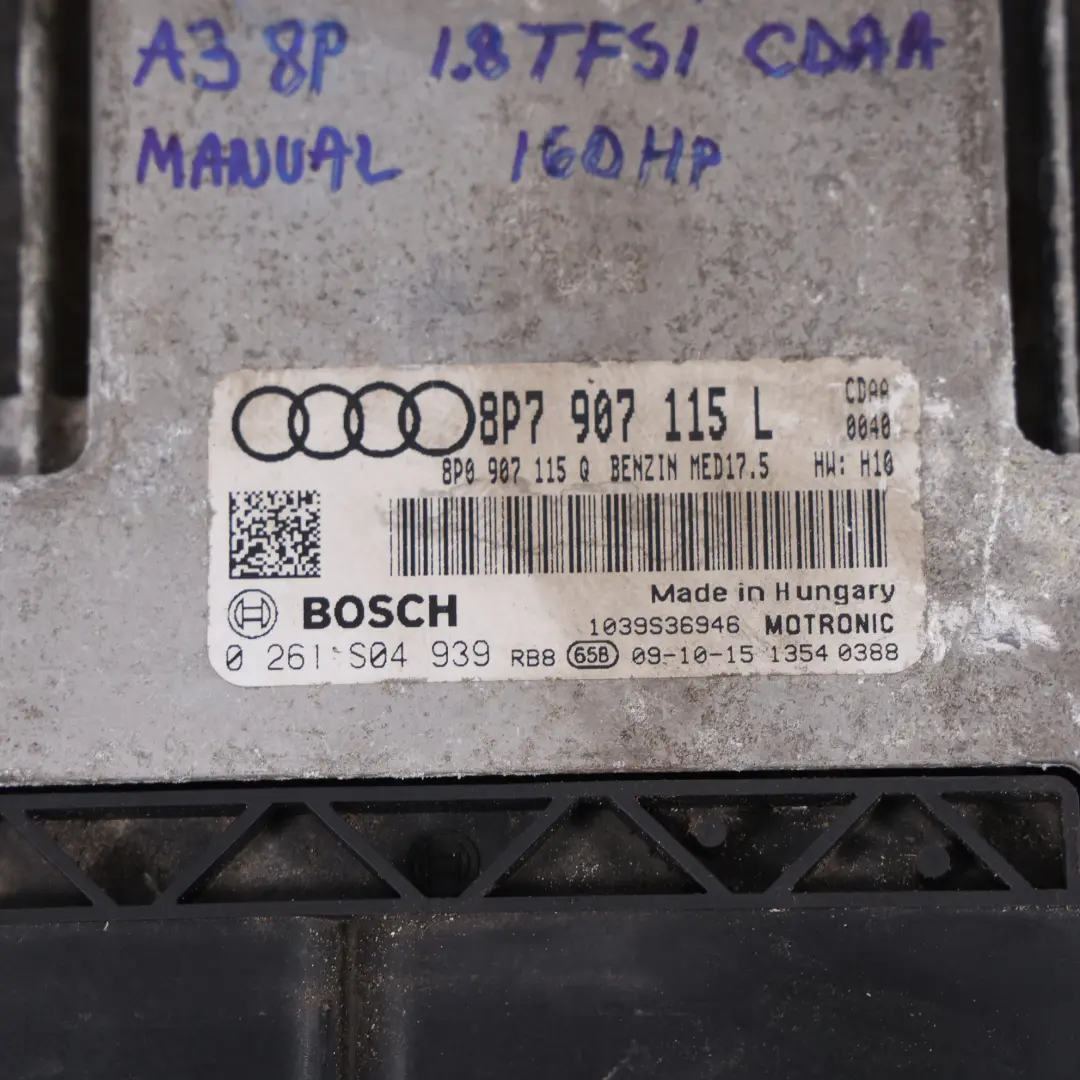 A3 8P 1.8TFSI CDAA
MANUAL 160HP
8P7 907 115 L CDAA
0040
8P0 907 115 Q BENZIN MED17.5 HW: H10
Made in Hungary
BOSCH
1039S36946 MOTRONIC
0 261 S04 939 RB8 65B 09-10-15 1354 0388